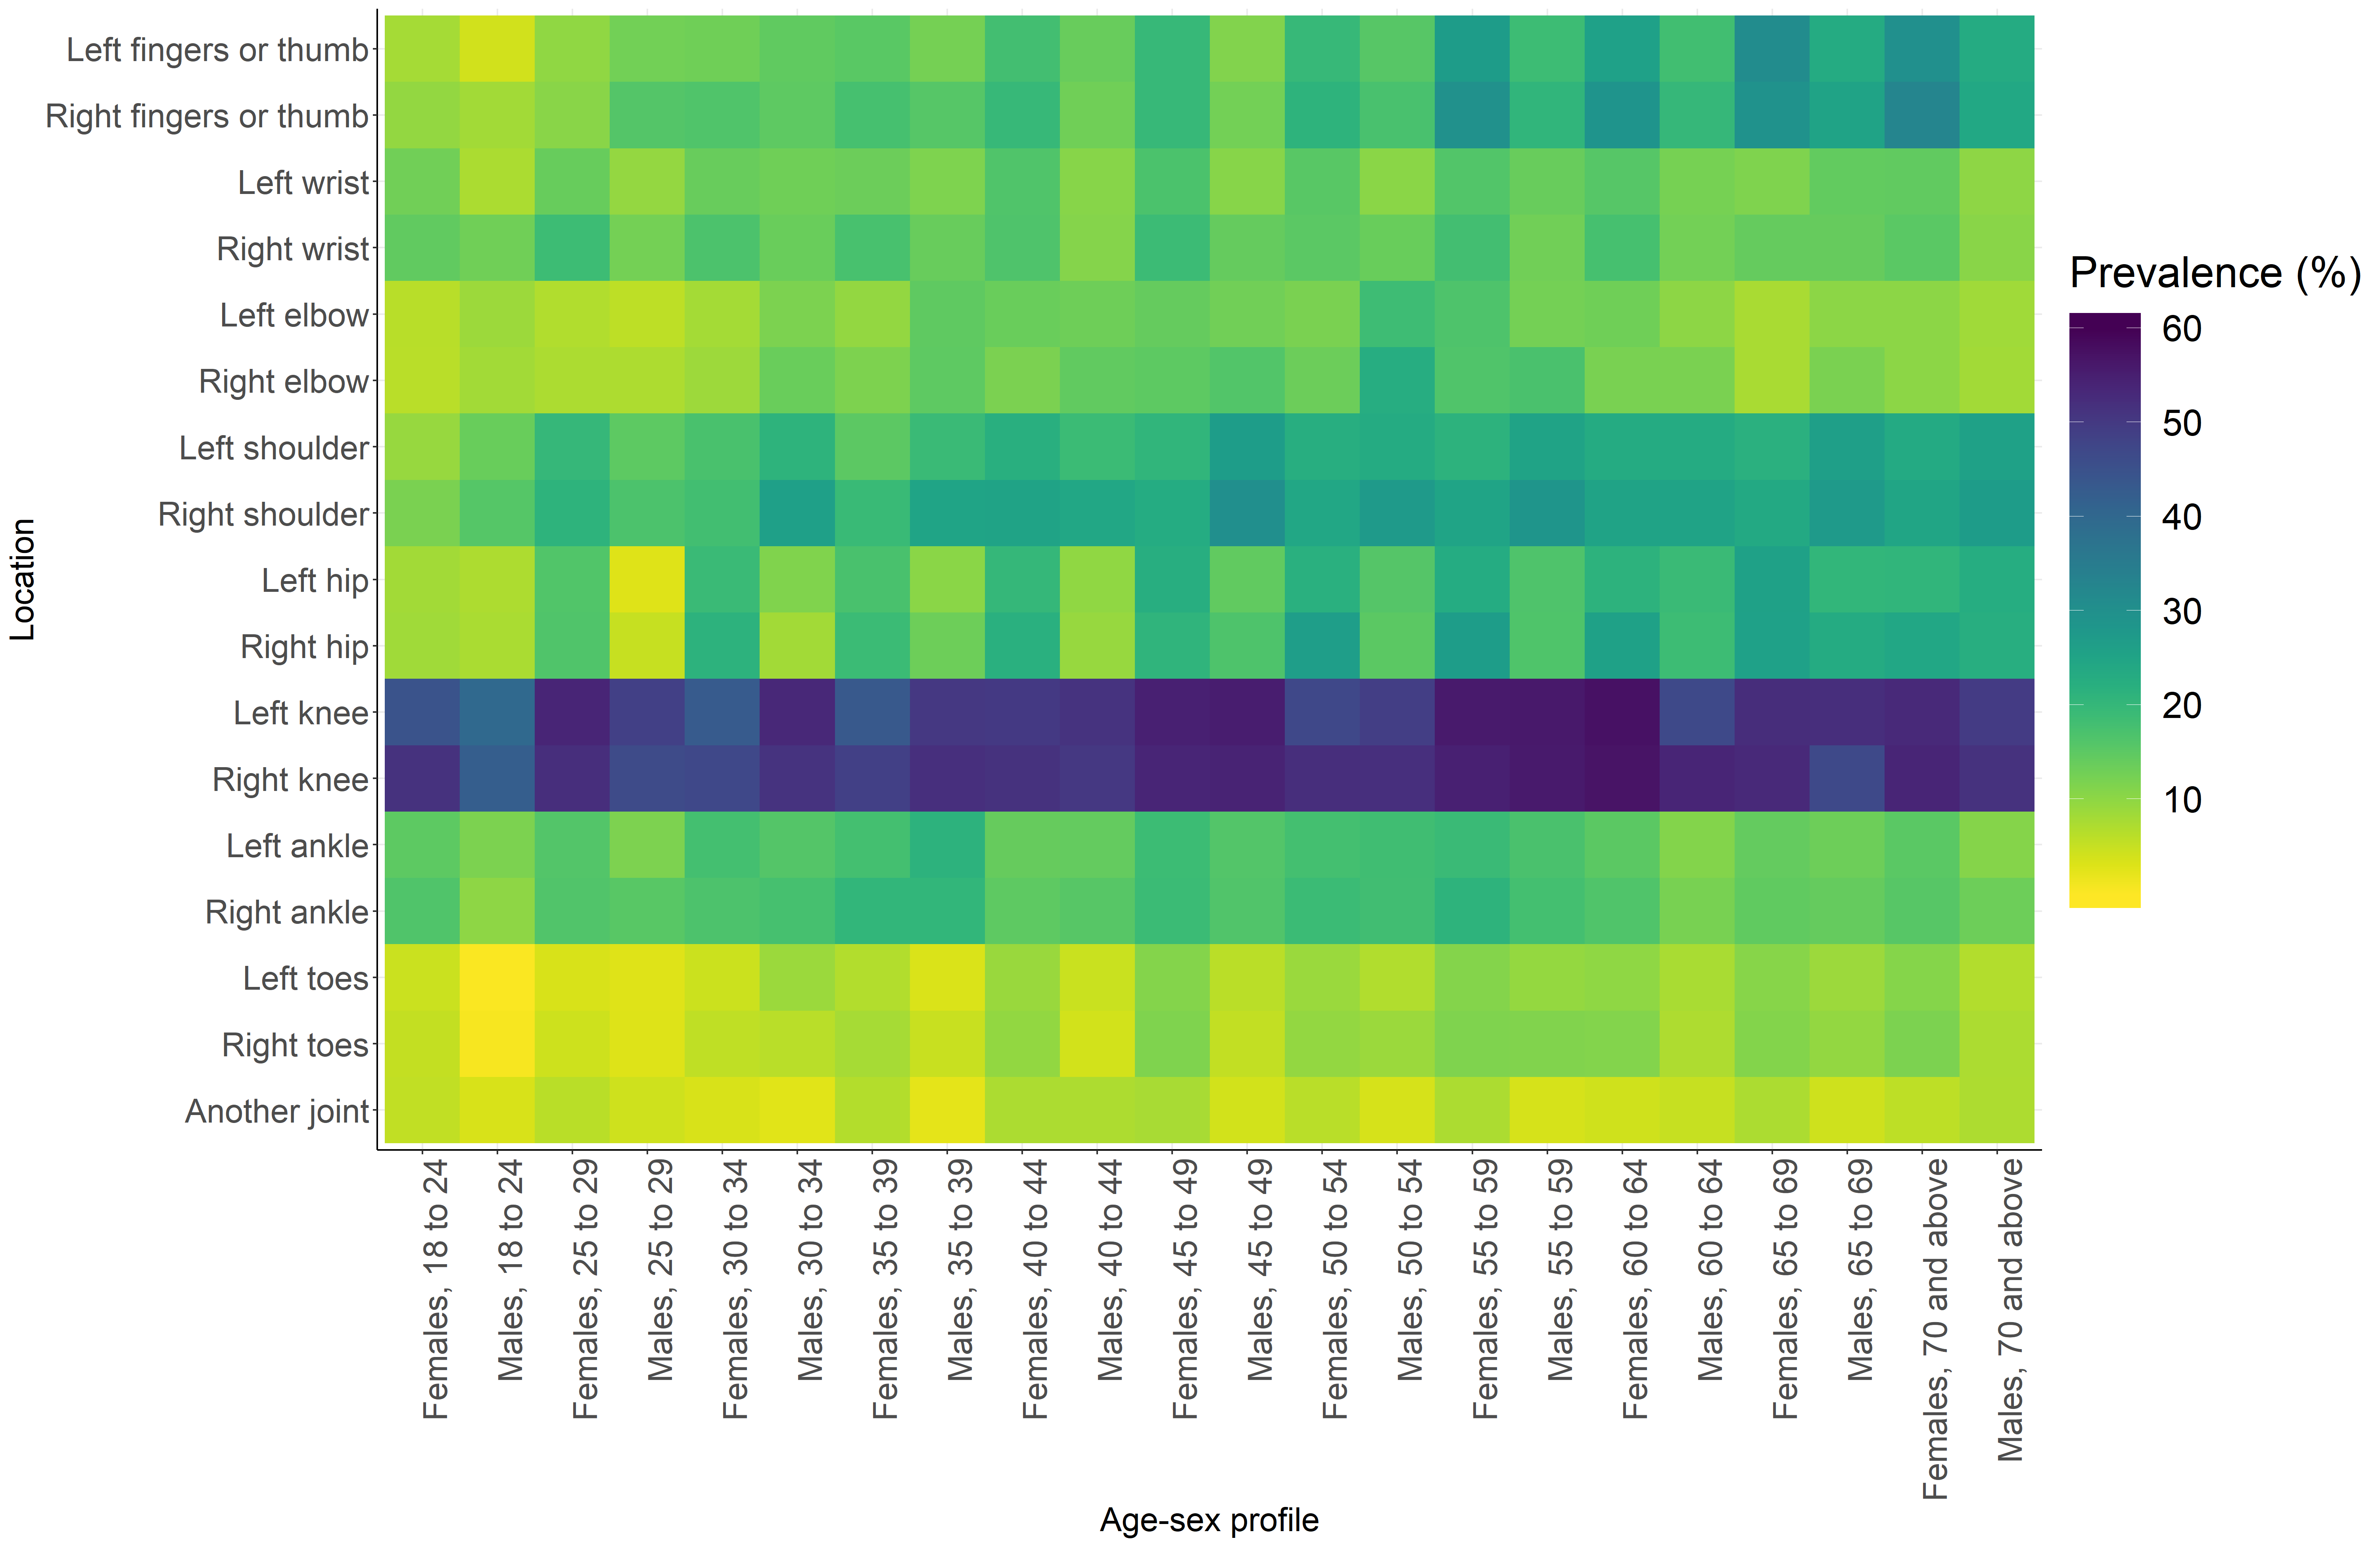 Left fingers or thumb
Right fingers or thumb
Left wrist
Right wrist
Left elbow
Right elbow
Left shoulder
Right shoulder
Left hip
Right hip
Left knee
Right knee
Left ankle
Right ankle
Left toes
Right toes
Another joint
Location
Females, 18 to 24
Males, 18 to 24
Females, 25 to 29
Males, 25 to 29
Females, 30 to 34
Males, 30 to 34
Females, 35 to 39
Males, 35 to 39
Females, 40 to 44
Males, 40 to 44
Females, 45 to 49
Males, 45 to 49
Females, 50 to 54
Males, 50 to 54
Females, 55 to 59
Males, 55 to 59
Females, 60 to 64
Males, 60 to 64
Females, 65 to 69
Males, 65 to 69
Females, 70 and above
Males, 70 and above
Age-sex profile
Prevalence (%)
60
50
40
30
20
10